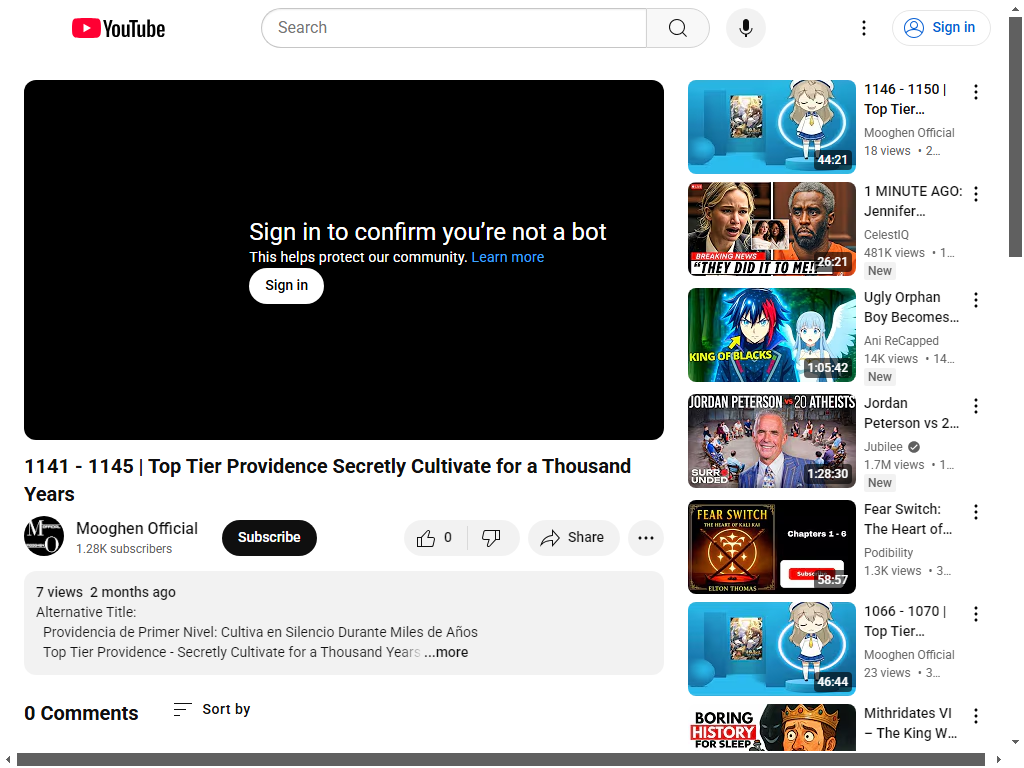 YouTube
Search
Sign in
Sign in to confirm you’re not a bot
This helps protect our community. Learn more
Sign in
1141 - 1145 | Top Tier Providence Secretly Cultivate for a Thousand
Years
Mooghen Official
1.28K subscribers
Subscribe
0
Share
7 views 2 months ago
Alternative Title:
Providencia de Primer Nivel: Cultiva en Silencio Durante Miles de Años
Top Tier Providence - Secretly Cultivate for a Thousand Years ...more
0 Comments
Sort by
44:21
1146 - 1150 |
Top Tier…
Mooghen Official
18 views • 2…
BREAKING NEWS
"THEY DID IT TO ME!"
26:21
1 MINUTE AGO:
Jennifer…
CelestIQ
481K views • 1…
New
KING OF BLACKS
1:05:42
Ugly Orphan
Boy Becomes…
Ani ReCapped
14K views • 14…
New
JORDAN PETERSON VS 20 ATHEISTS
SURROUNDED
1:28:30
Jordan
Peterson vs 2…
Jubilee
1.7M views • 1…
New
FEAR SWITCH
THE HEART OF KALI KAI
ELTON THOMAS
Chapters 1 - 6
58:57
Fear Switch:
The Heart of…
Podibility
1.3K views • 3…
46:44
1066 - 1070 |
Top Tier…
Mooghen Official
23 views • 3…
BORING
HISTORY
FOR SLEEP
Mithridates VI
– The King W…